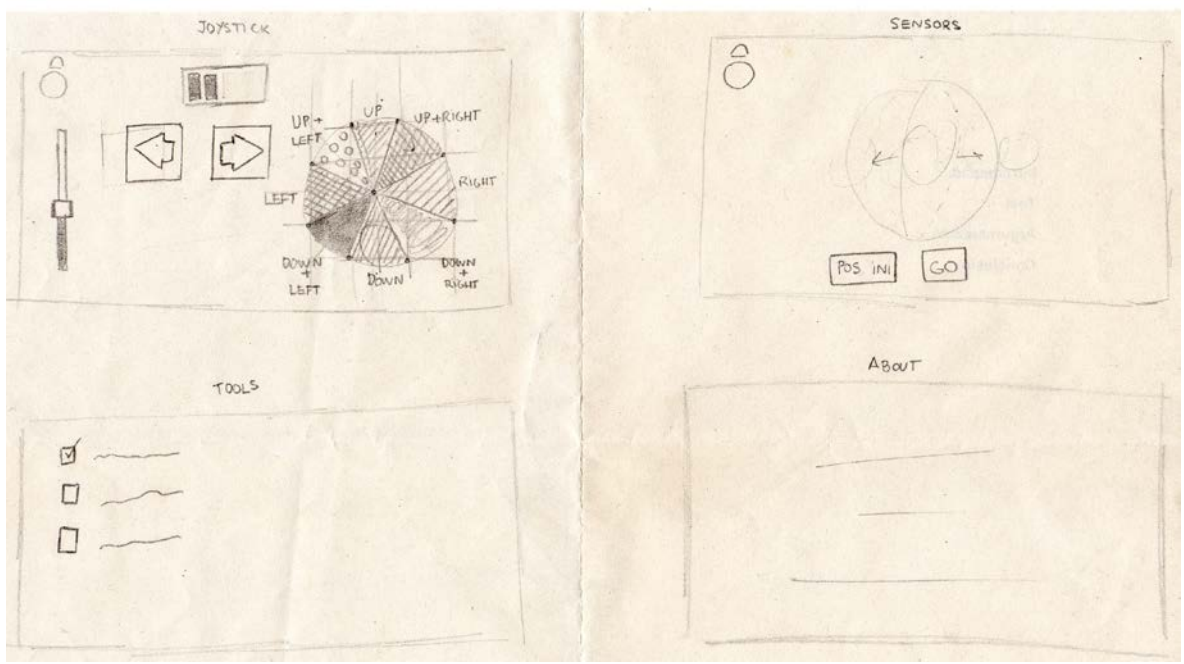 JOYSTICK
UP +
LEFT
UP
UP+RIGHT
LEFT
RIGHT
DOWN
+
LEFT
DOWN
DOWN
+
RIGHT
SENSORS
POS. INI
GO
TOOLS
ABOUT